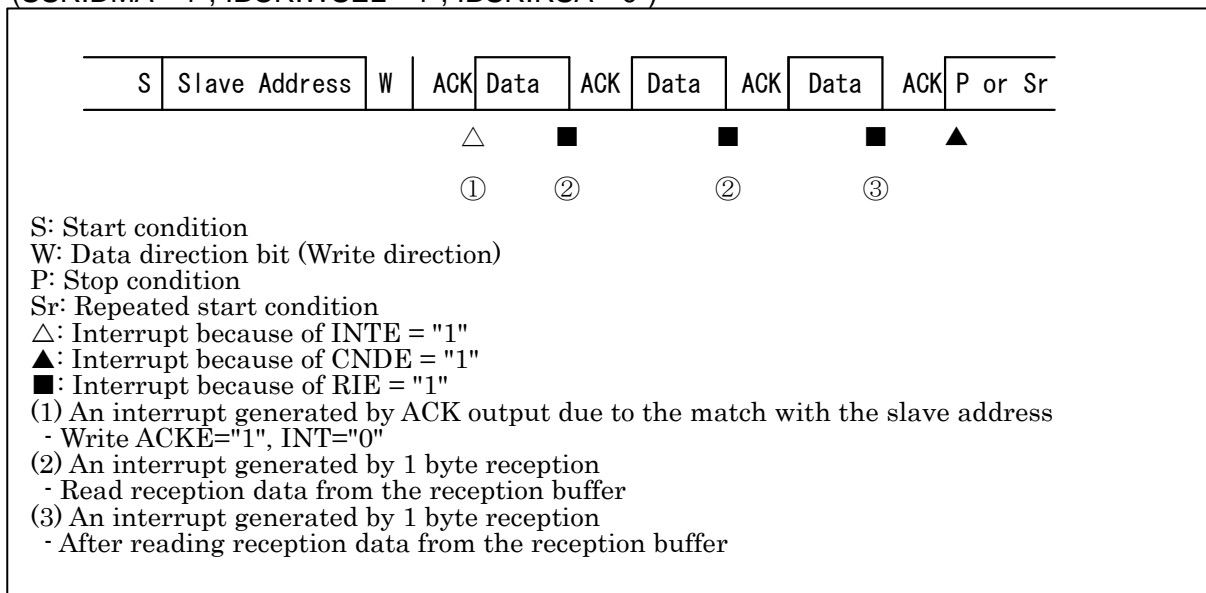 S Slave Address W ACK Data ACK Data ACK Data ACK P or Sr
△ ■ ■ ■ ▲
① ② ② ③
S: Start condition
W: Data direction bit (Write direction)
P: Stop condition
Sr: Repeated start condition
△: Interrupt because of INTE = "1"
▲: Interrupt because of CNDE = "1"
■: Interrupt because of RIE = "1"
(1) An interrupt generated by ACK output due to the match with the slave address
- Write ACKE="1", INT="0"
(2) An interrupt generated by 1 byte reception
- Read reception data from the reception buffer
(3) An interrupt generated by 1 byte reception
- After reading reception data from the reception buffer